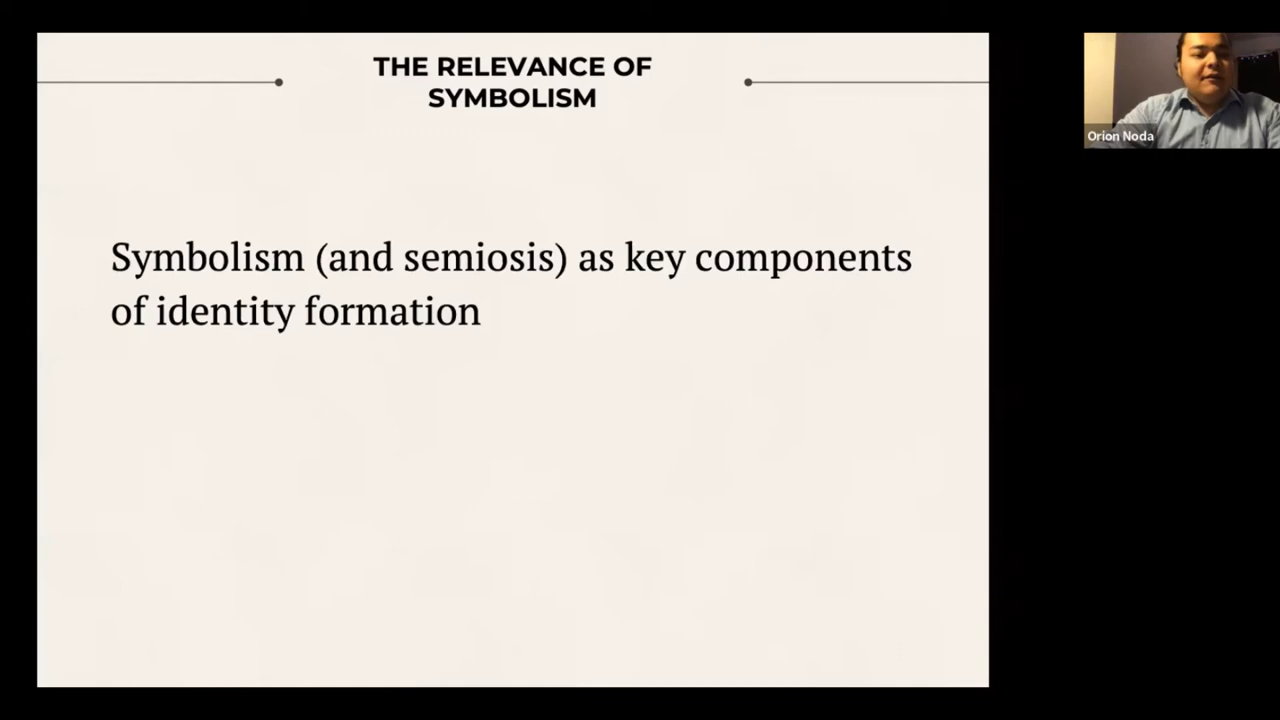 THE RELEVANCE OF
SYMBOLISM
Symbolism (and semiosis) as key components
of identity formation
Orion Noda